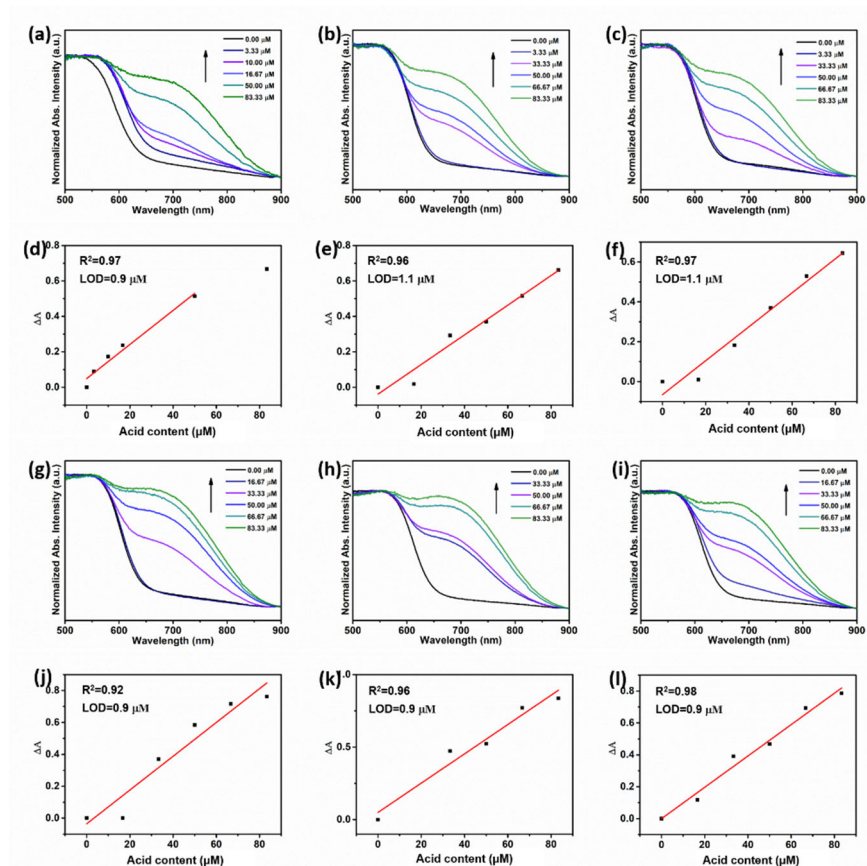 (a)
0.00 μM
3.33 μM
10.00 μM
16.67 μM
50.00 μM
83.33 μM
Normalized Abs. Intensity (a.u.)
500 600 700 800 900
Wavelength (nm)
(b)
0.00 μM
3.33 μM
33.33 μM
50.00 μM
66.67 μM
83.33 μM
Normalized Abs. Intensity (a.u.)
500 600 700 800 900
Wavelength (nm)
(c)
0.00 μM
3.33 μM
33.33 μM
50.00 μM
66.67 μM
83.33 μM
Normalized Abs. Intensity (a.u.)
500 600 700 800 900
Wavelength (nm)
(d)
R²=0.97
LOD=0.9 μM
ΔA
0.8
0.6
0.4
0.2
0.0
0 20 40 60 80
Acid content (μM)
(e)
R²=0.96
LOD=1.1 μM
ΔA
0.8
0.6
0.4
0.2
0.0
0 20 40 60 80
Acid content (μM)
(f)
R²=0.97
LOD=1.1 μM
ΔA
0.6
0.4
0.2
0.0
0 20 40 60 80
Acid content (μM)
(g)
0.00 μM
16.67 μM
33.33 μM
50.00 μM
66.67 μM
83.33 μM
Normalized Abs. Intensity (a.u.)
500 600 700 800 900
Wavelength (nm)
(h)
0.00 μM
33.33 μM
50.00 μM
66.67 μM
83.33 μM
Normalized Abs. Intensity (a.u.)
500 600 700 800 900
Wavelength (nm)
(i)
0.00 μM
16.67 μM
33.33 μM
50.00 μM
66.67 μM
83.33 μM
Normalized Abs. Intensity (a.u.)
500 600 700 800 900
Wavelength (nm)
(j)
R²=0.92
LOD=0.9 μM
ΔA
0.8
0.6
0.4
0.2
0.0
0 20 40 60 80
Acid content (μM)
(k)
R²=0.96
LOD=0.9 μM
ΔA
1.0
0.5
0.0
0 20 40 60 80
Acid content (μM)
(l)
R²=0.98
LOD=0.9 μM
ΔA
0.8
0.6
0.4
0.2
0.0
0 20 40 60 80
Acid content (μM)